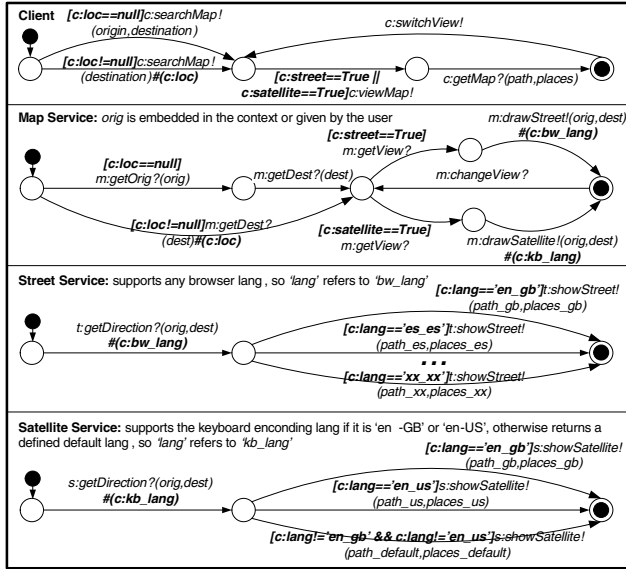 Client
[c:loc==null]c:searchMap!
(origin,destination)
c:switchView!
[c:loc!=null]c:searchMap!
(destination)#(c:loc)
[c:street==True ||
c:satellite==True]c:viewMap!
c:getMap?(path,places)
Map Service: orig is embedded in the context or given by the user
[c:street==True]
m:getView?
m:drawStreet!(orig,dest)
#(c:bw_lang)
[c:loc==null]
m:getOrig?(orig)
m:getDest?(dest)
m:changeView?
[c:loc!=null]m:getDest?
(dest)#(c:loc)
[c:satellite==True]
m:getView?
m:drawSatellite!(orig,dest)
#(c:kb_lang)
Street Service: supports any browser lang , so 'lang' refers to 'bw_lang'
[c:lang=='en_gb']t:showStreet!
(path_gb,places_gb)
t:getDirection?(orig,dest)
#(c:bw_lang)
[c:lang=='es_es']t:showStreet!
(path_es,places_es)
...
[c:lang=='xx_xx']t:showStreet!
(path_xx,places_xx)
Satellite Service: supports the keyboard enconding lang if it is 'en -GB' or 'en-US', otherwise returns a
defined default lang , so 'lang' refers to 'kb_lang'
[c:lang=='en_gb']s:showSatellite!
(path_gb,places_gb)
s:getDirection?(orig,dest)
#(c:kb_lang)
[c:lang=='en_us']s:showSatellite!
(path_us,places_us)
[c:lang!='en_gb' && c:lang!='en_us']s:showSatellite!
(path_default,places_default)